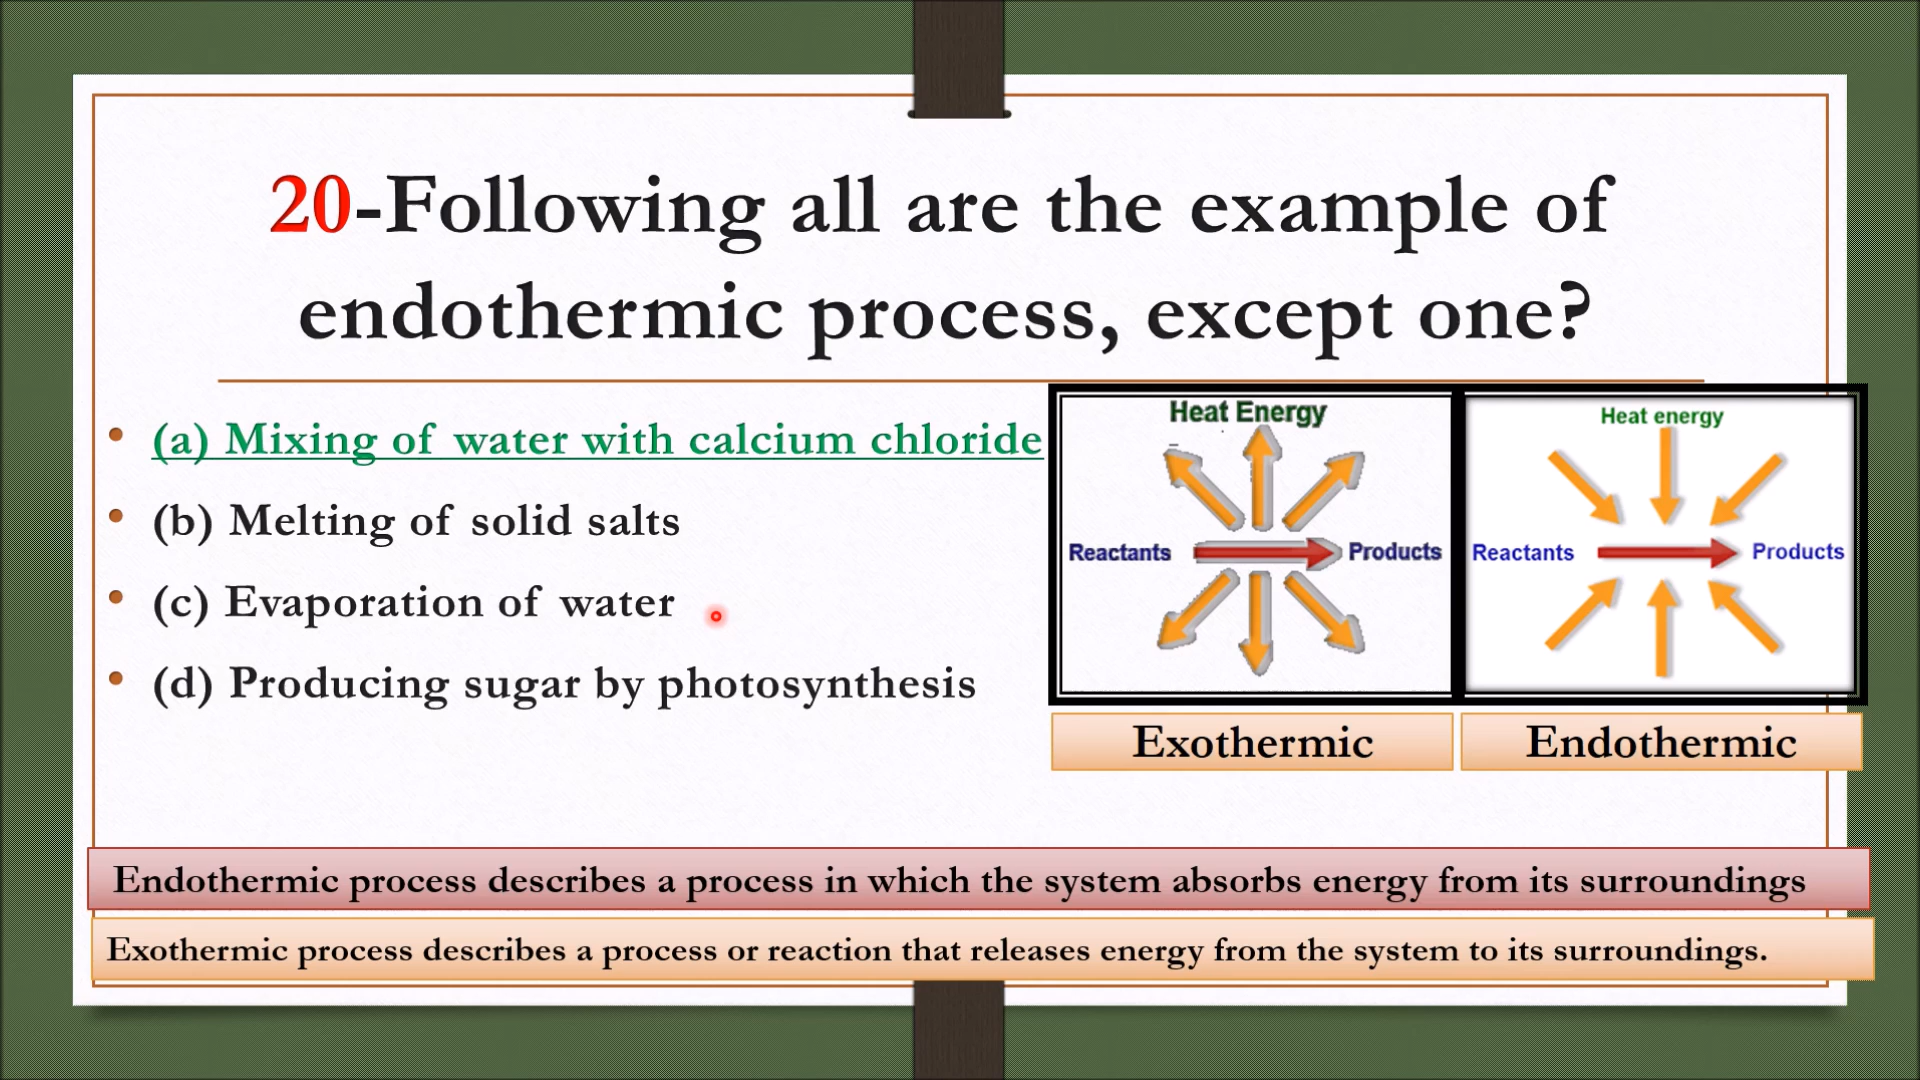 20-Following all are the example of
endothermic process, except one?
• (a) Mixing of water with calcium chloride
• (b) Melting of solid salts
• (c) Evaporation of water
• (d) Producing sugar by photosynthesis
Heat Energy
Reactants
Products
Exothermic
Heat energy
Reactants
Products
Endothermic
Endothermic process describes a process in which the system absorbs energy from its surroundings
Exothermic process describes a process or reaction that releases energy from the system to its surroundings.